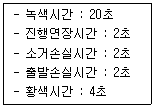 - 녹색시간 : 20초
- 진행연장시간 : 2초
- 소거손실시간 : 2초
- 출발손실시간 : 2초
- 황색시간 : 4초